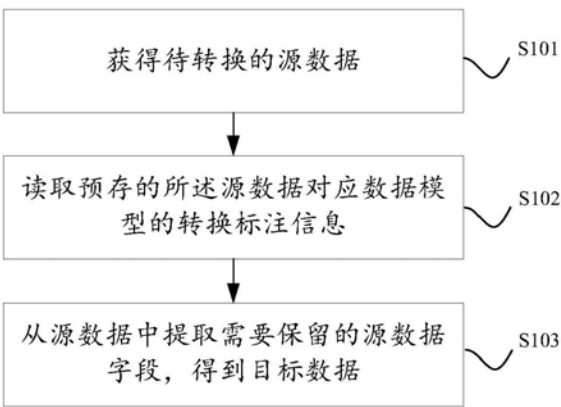 获得待转换的源数据
S101
读取预存的所述源数据对应数据模
型的转换标注信息
S102
从源数据中提取需要保留的源数据
字段，得到目标数据
S103